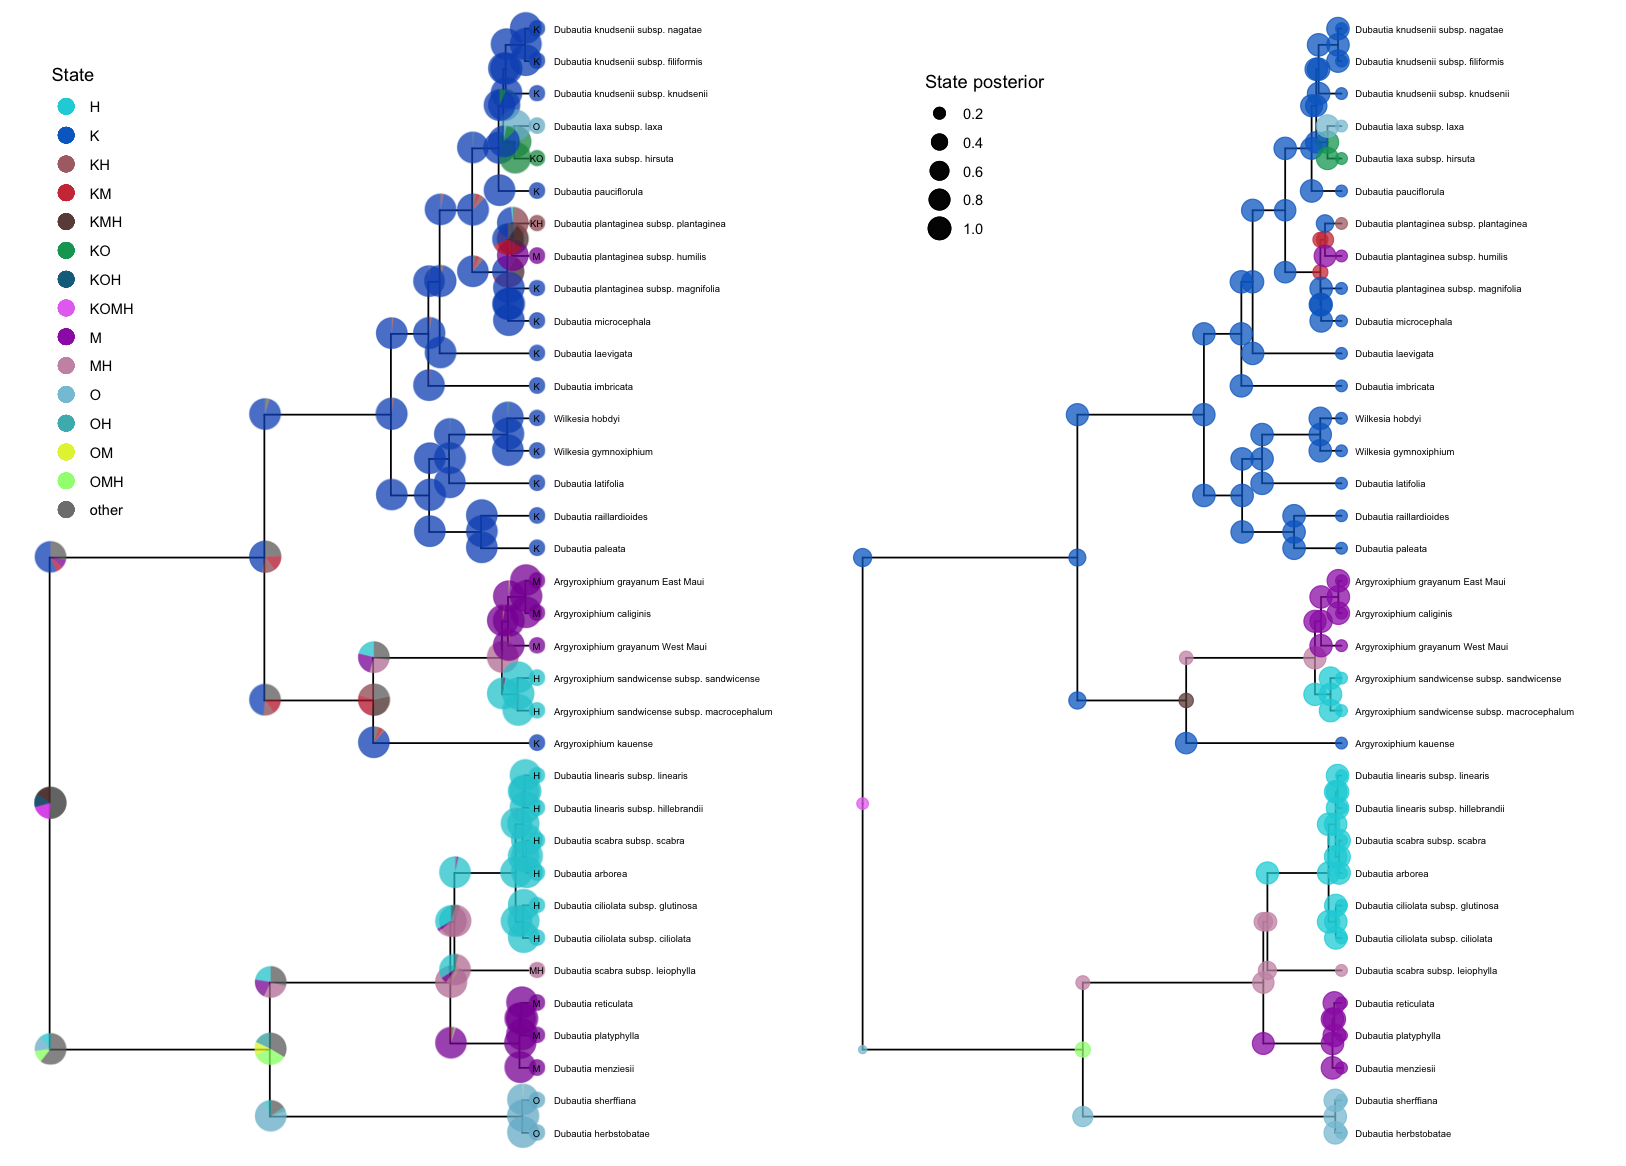 State
H
K
KH
KM
KMH
KO
KOH
KOMH
M
MH
O
OH
OM
OMH
other
K Dubautia knudsenii subsp. nagatae
K Dubautia knudsenii subsp. filiformis
K Dubautia knudsenii subsp. knudsenii
O Dubautia laxa subsp. laxa
KO Dubautia laxa subsp. hirsuta
K Dubautia pauciflorula
KH Dubautia plantaginea subsp. plantaginea
M Dubautia plantaginea subsp. humilis
K Dubautia plantaginea subsp. magnifolia
K Dubautia microcephala
K Dubautia laevigata
K Dubautia imbricata
K Wilkesia hobdyi
K Wilkesia gymnoxiphium
K Dubautia latifolia
K Dubautia raillardioides
K Dubautia paleata
M Argyroxiphium grayanum East Maui
M Argyroxiphium caliginis
M Argyroxiphium grayanum West Maui
H Argyroxiphium sandwicense subsp. sandwicense
H Argyroxiphium sandwicense subsp. macrocephalum
K Argyroxiphium kauense
H Dubautia linearis subsp. linearis
H Dubautia linearis subsp. hillebrandii
H Dubautia scabra subsp. scabra
H Dubautia arborea
H Dubautia ciliolata subsp. glutinosa
H Dubautia ciliolata subsp. ciliolata
MH Dubautia scabra subsp. leiophylla
M Dubautia reticulata
M Dubautia platyphylla
M Dubautia menziesii
O Dubautia sherffiana
O Dubautia herbstobatae
State posterior
0.2
0.4
0.6
0.8
1.0
Dubautia knudsenii subsp. nagatae
Dubautia knudsenii subsp. filiformis
Dubautia knudsenii subsp. knudsenii
Dubautia laxa subsp. laxa
Dubautia laxa subsp. hirsuta
Dubautia pauciflorula
Dubautia plantaginea subsp. plantaginea
Dubautia plantaginea subsp. humilis
Dubautia plantaginea subsp. magnifolia
Dubautia microcephala
Dubautia laevigata
Dubautia imbricata
Wilkesia hobdyi
Wilkesia gymnoxiphium
Dubautia latifolia
Dubautia raillardioides
Dubautia paleata
Argyroxiphium grayanum East Maui
Argyroxiphium caliginis
Argyroxiphium grayanum West Maui
Argyroxiphium sandwicense subsp. sandwicense
Argyroxiphium sandwicense subsp. macrocephalum
Argyroxiphium kauense
Dubautia linearis subsp. linearis
Dubautia linearis subsp. hillebrandii
Dubautia scabra subsp. scabra
Dubautia arborea
Dubautia ciliolata subsp. glutinosa
Dubautia ciliolata subsp. ciliolata
Dubautia scabra subsp. leiophylla
Dubautia reticulata
Dubautia platyphylla
Dubautia menziesii
Dubautia sherffiana
Dubautia herbstobatae